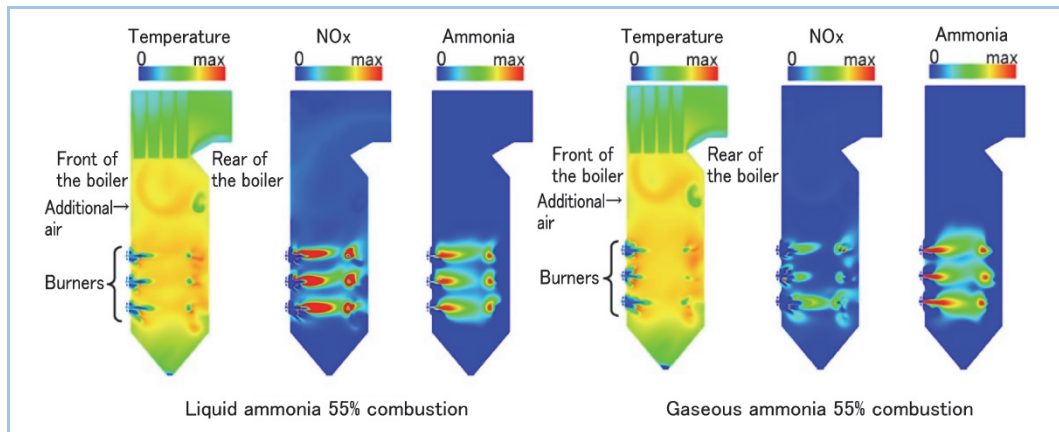 Temperature
NOx
Ammonia
0 max
0 max
0 max
Front of
the boiler
Rear of
the boiler
Additional→
air
Burners
Liquid ammonia 55% combustion
Temperature
NOx
Ammonia
0 max
0 max
0 max
Front of
the boiler
Rear of
the boiler
Additional→
air
Burners
Gaseous ammonia 55% combustion